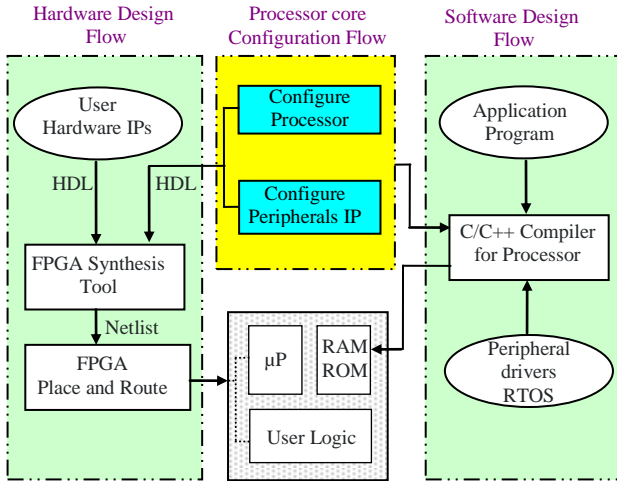 Hardware Design
Flow
Processor core
Configuration Flow
Software Design
Flow
User
Hardware IPs
HDL
HDL
FPGA Synthesis
Tool
Netlist
FPGA
Place and Route
Configure
Processor
Configure
Peripherals IP
Application
Program
C/C++ Compiler
for Processor
Peripheral
drivers
RTOS
µP
RAM
ROM
User Logic